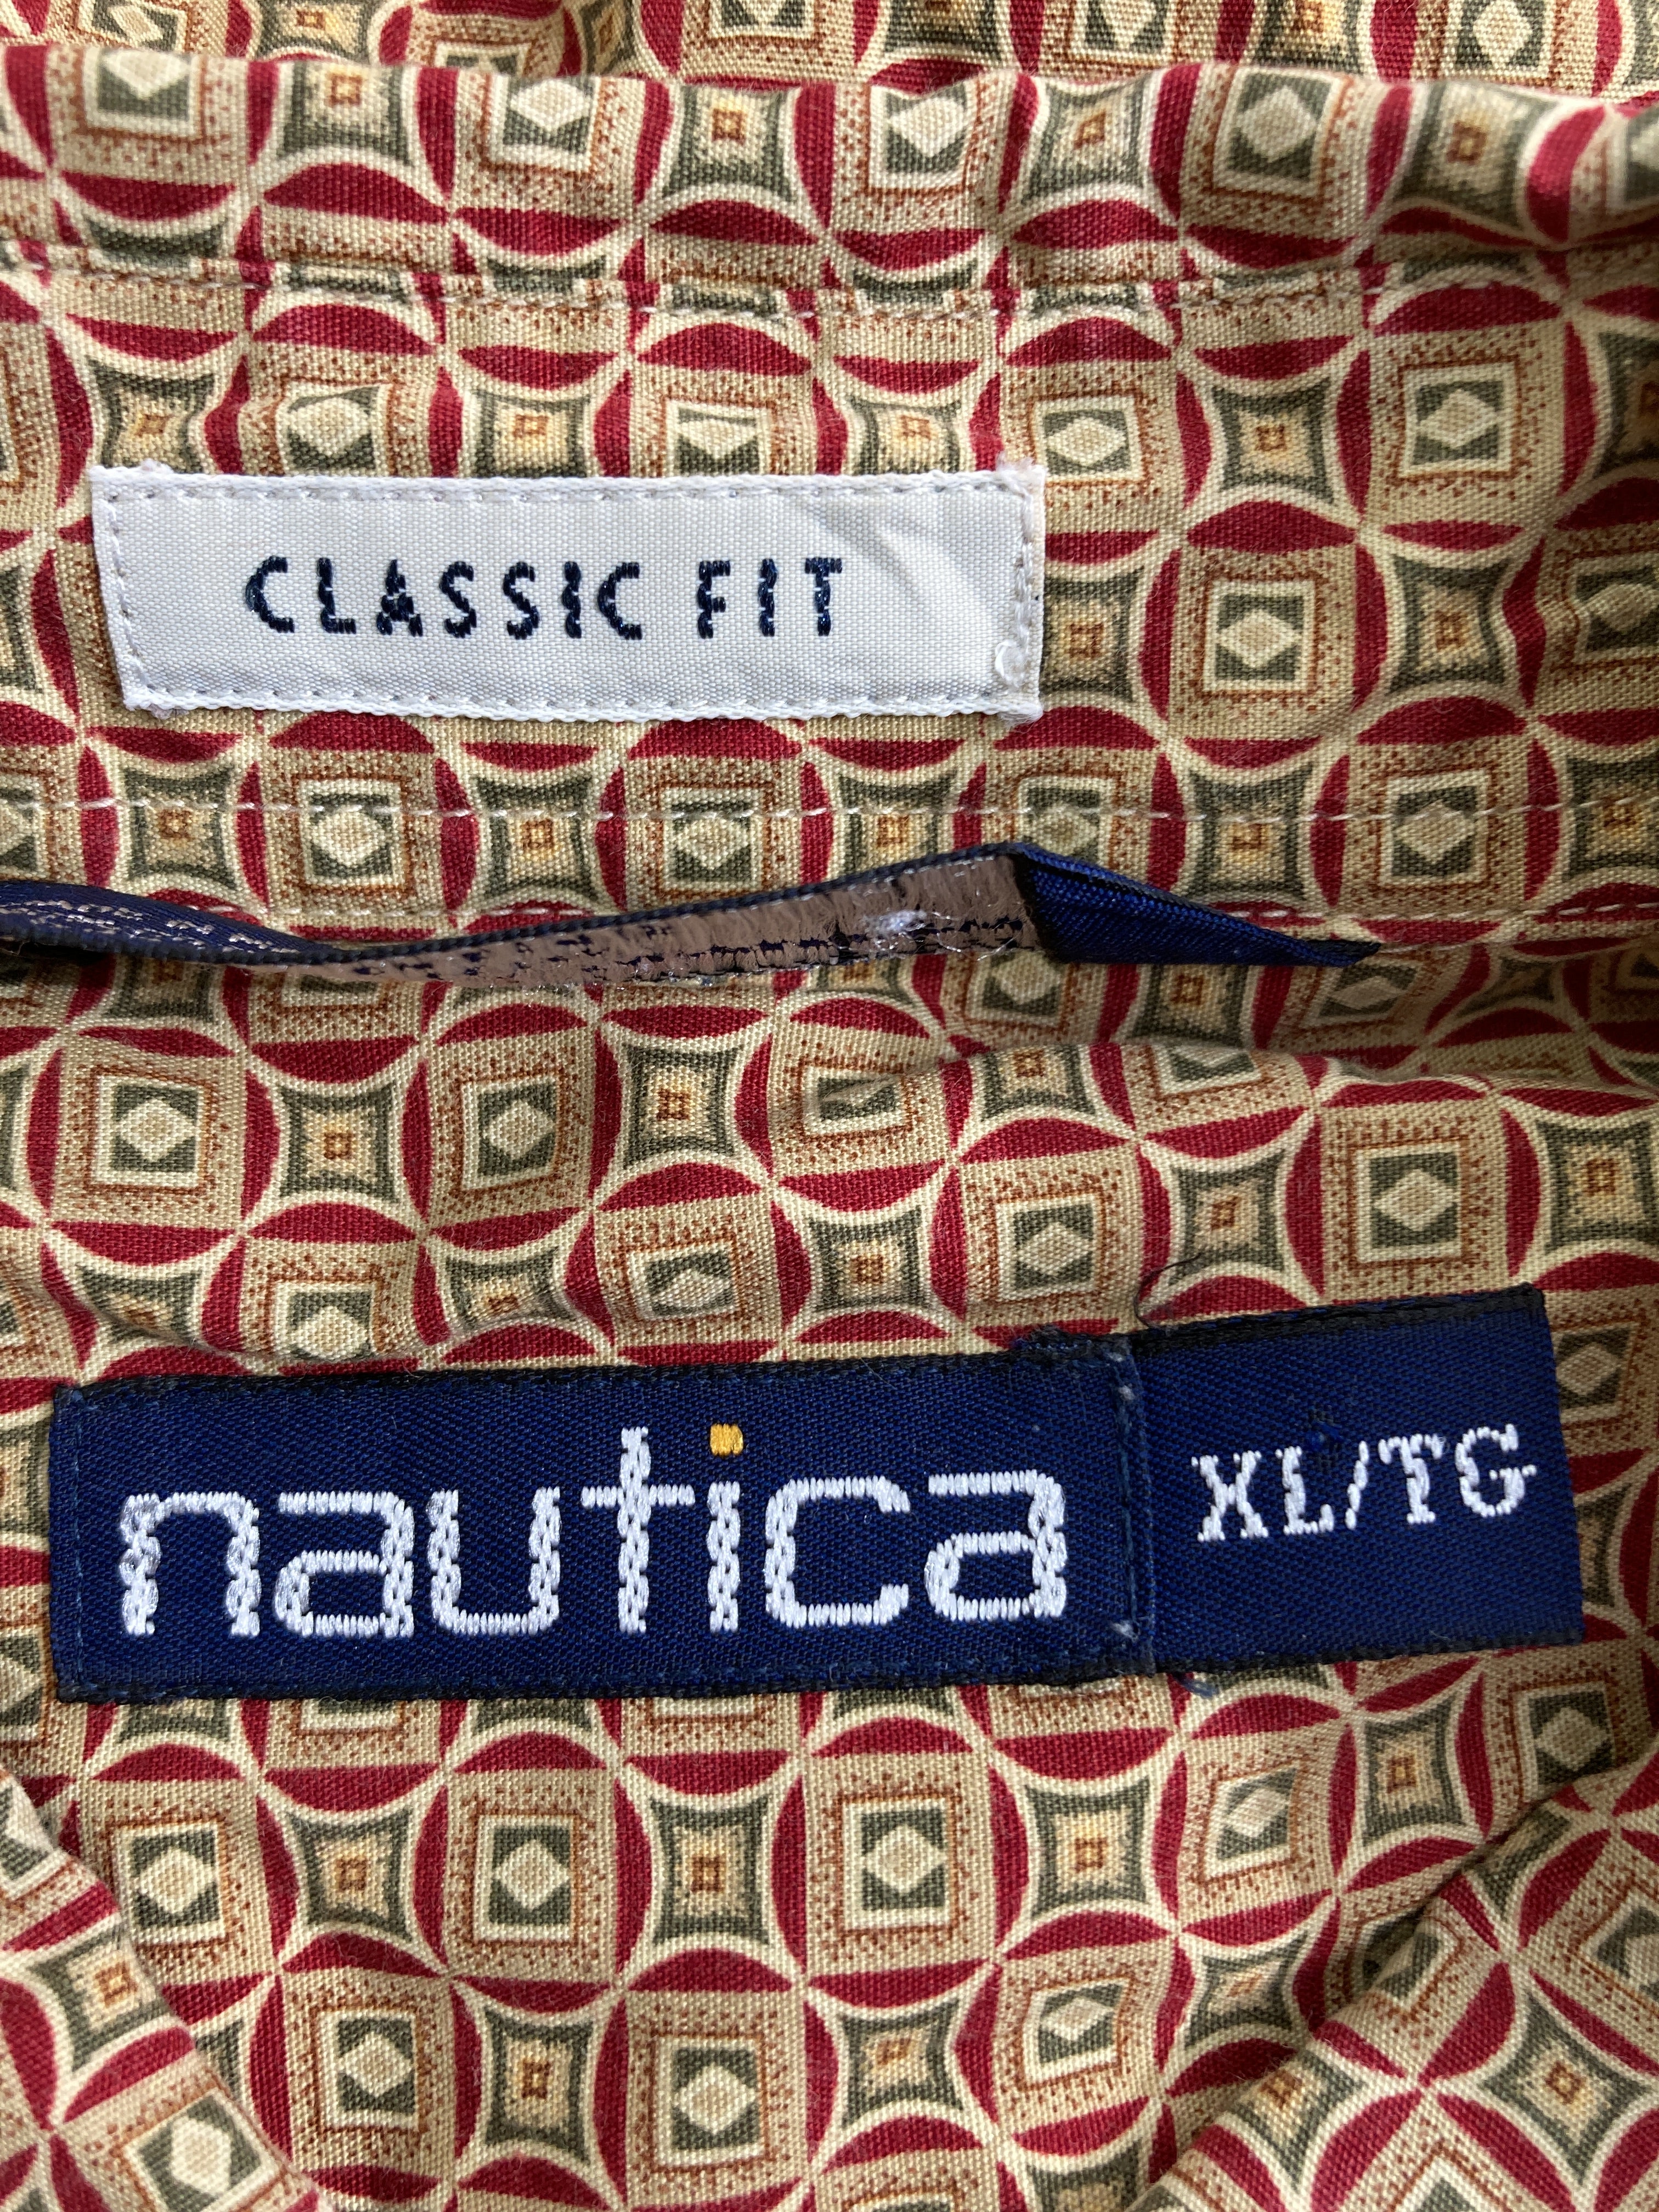 CLASSIC FIT
nautica XL/TG